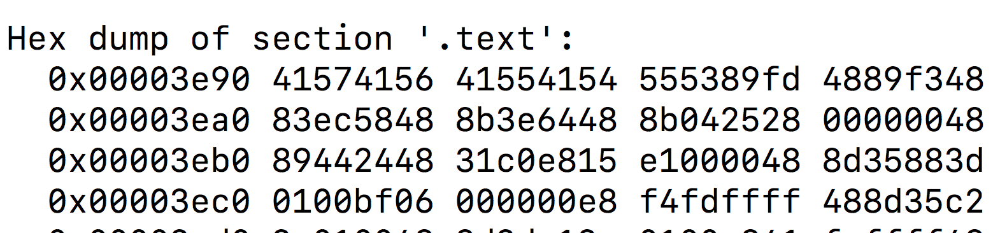 Hex dump of section '.text':
0x00003e90 41574156 41554154 555389fd 4889f348
0x00003ea0 83ec5848 8b3e6448 8b042528 00000048
0x00003eb0 89442448 31c0e815 e1000048 8d35883d
0x00003ec0 0100bf06 000000e8 f4fdffff 488d35c2